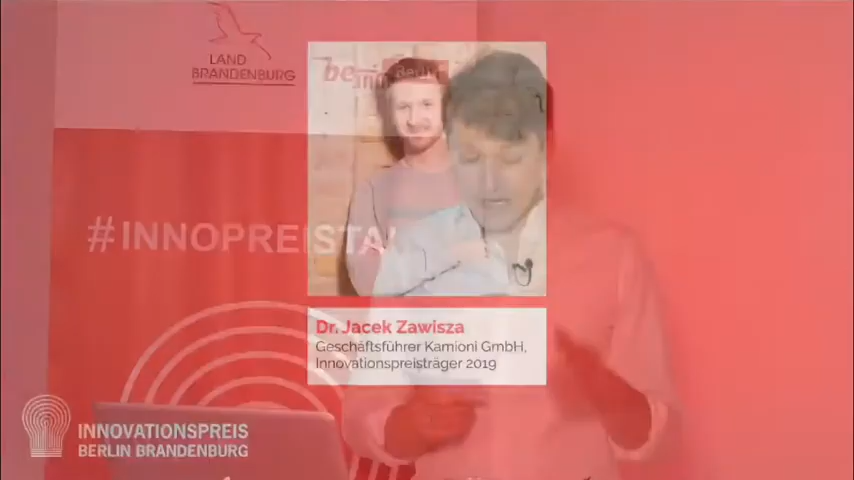 LAND
BRANDENBURG
#INNOPREISTA
Dr. Jacek Zawisza
Geschäftsführer Kamioni GmbH,
Innovationspreisträger 2019
INNOVATIONSPREIS
BERLIN BRANDENBURG